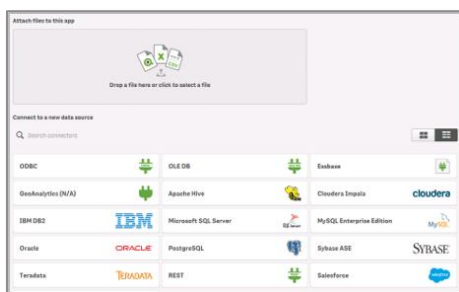 Attach files to this app
Drop a file here or click to select a file
Connect to a new data source
Search connectors
ODBC
OLE DB
Essbase
GeoAnalytics (N/A)
Apache Hive
Cloudera Impala
cloudera
IBM DB2
IBM
Microsoft SQL Server
MySQL Enterprise Edition
MySQL
Oracle
ORACLE
PostgreSQL
Sybase ASE
SYBASE
Teradata
TERADATA
REST
Salesforce